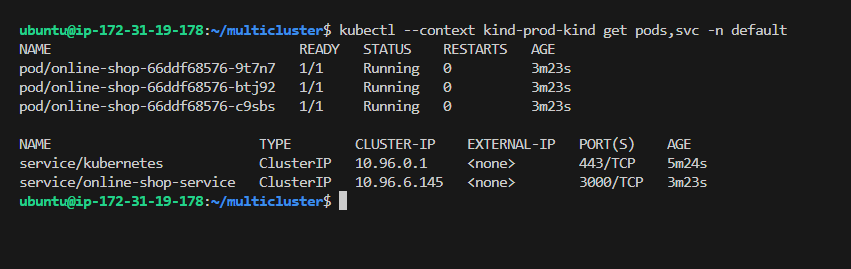 ubuntu@ip-172-31-19-178:~/multicluster$ kubectl --context kind-prod-kind get pods,svc -n default
NAME READY STATUS RESTARTS AGE
pod/online-shop-66ddf68576-9t7n7 1/1 Running 0 3m23s
pod/online-shop-66ddf68576-btj92 1/1 Running 0 3m23s
pod/online-shop-66ddf68576-c9sbs 1/1 Running 0 3m23s
NAME TYPE CLUSTER-IP EXTERNAL-IP PORT(S) AGE
service/kubernetes ClusterIP 10.96.0.1 <none> 443/TCP 5m24s
service/online-shop-service ClusterIP 10.96.6.145 <none> 3000/TCP 3m23s
ubuntu@ip-172-31-19-178:~/multicluster$